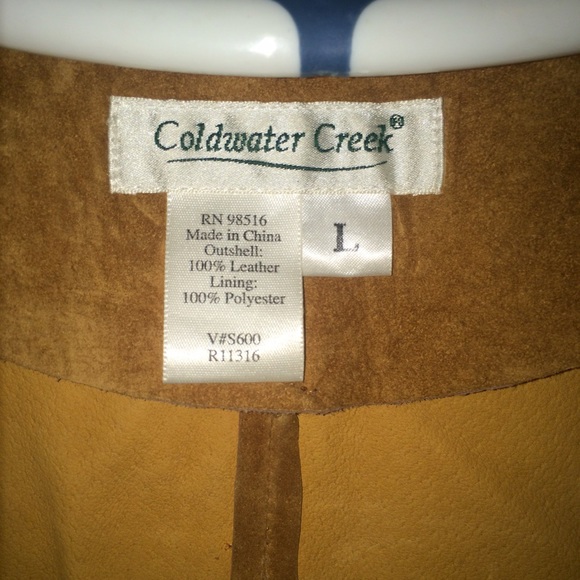 Coldwater Creek®
RN 98516
Made in China
Outshell:
100% Leather
Lining:
100% Polyester
V#S600
R11316
L